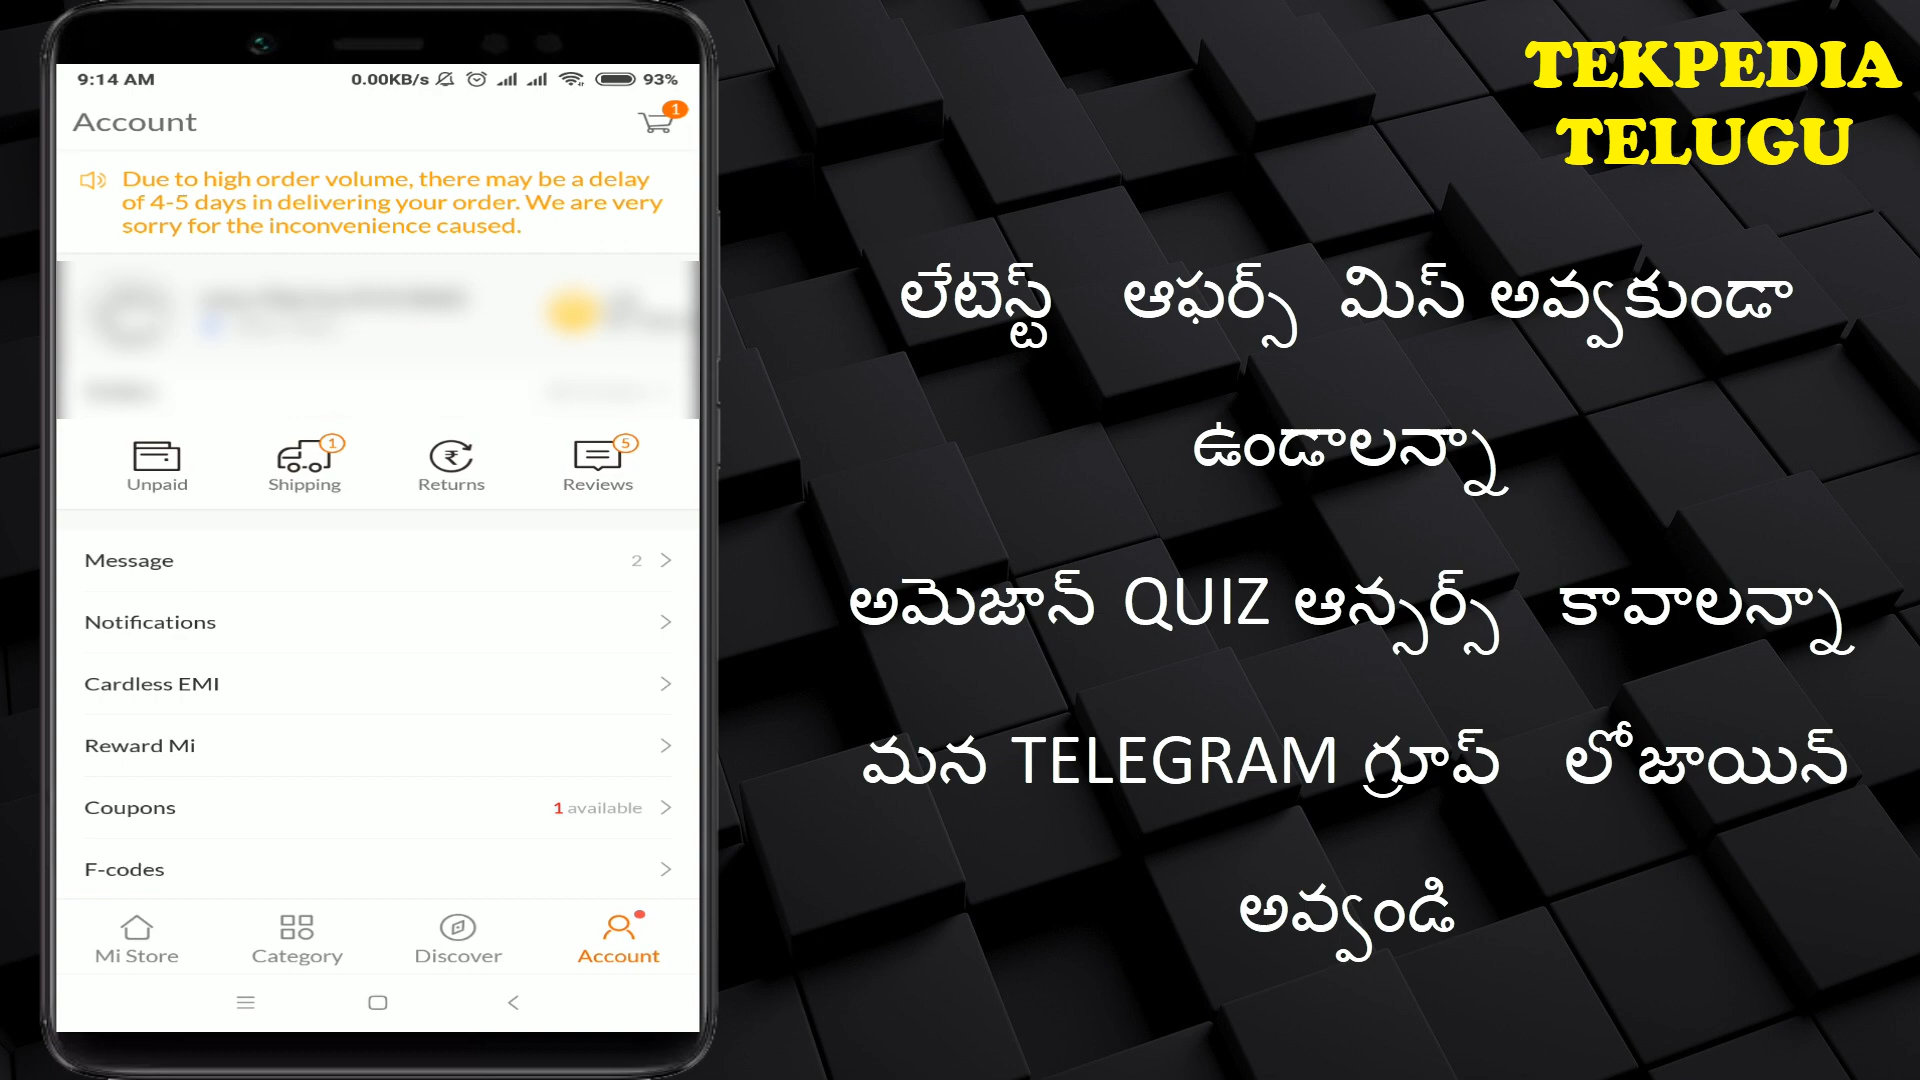 9:14 AM 0.00KB/s 93%
Account 1
Due to high order volume, there may be a delay
of 4-5 days in delivering your order. We are very
sorry for the inconvenience caused.
1 5
Unpaid Shipping Returns Reviews
Message 2
Notifications
Cardless EMI
Reward Mi
Coupons 1 available
F-codes
Mi Store Category Discover Account
TEKPEDIA
TELUGU
లేటెస్ట్ ఆఫర్స్ మిస్ అవ్వకుండా
ఉండాలన్నా
అమెజాన్ QUIZ ఆన్సర్స్ కావాలన్నా
మన TELEGRAM గ్రూప్ లోజాయిన్
అవ్వండి